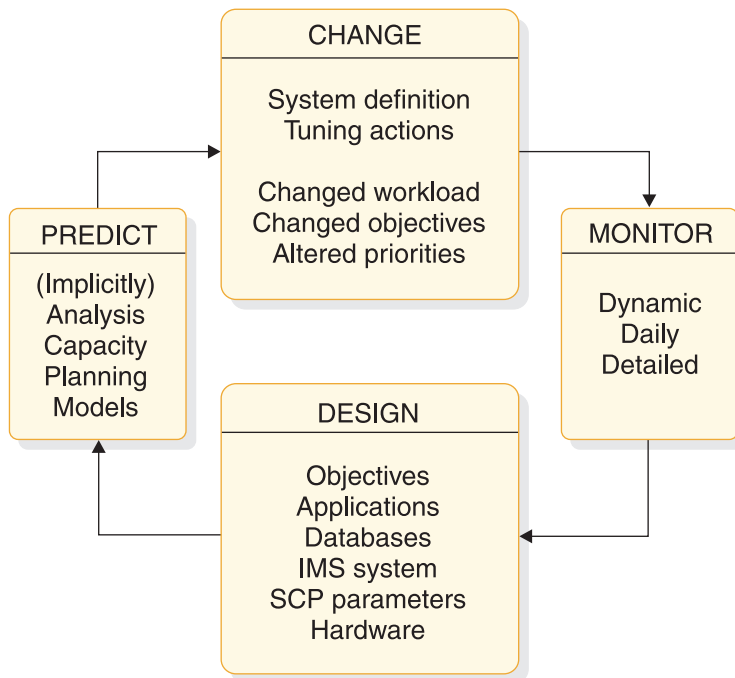 CHANGE
System definition
Tuning actions
Changed workload
Changed objectives
Altered priorities
PREDICT
(Implicitly)
Analysis
Capacity
Planning
Models
MONITOR
Dynamic
Daily
Detailed
DESIGN
Objectives
Applications
Databases
IMS system
SCP parameters
Hardware